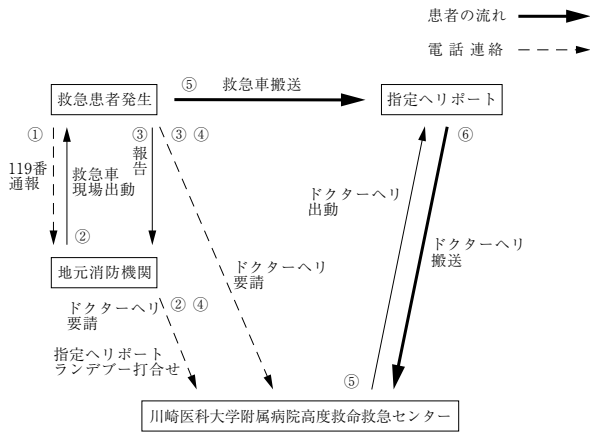 患者の流れ
電話連絡
⑤ 救急車搬送
救急患者発生
指定ヘリポート
①
③
③ ④
⑥
119番
通報
救急車
現場出動
報告
②
ドクターヘリ
出動
ドクターヘリ
搬送
ドクターヘリ
要請
地元消防機関
ドクターヘリ
要請
② ④
指定ヘリポート
ランデブー打合せ
⑤
川崎医科大学附属病院高度救命救急センター